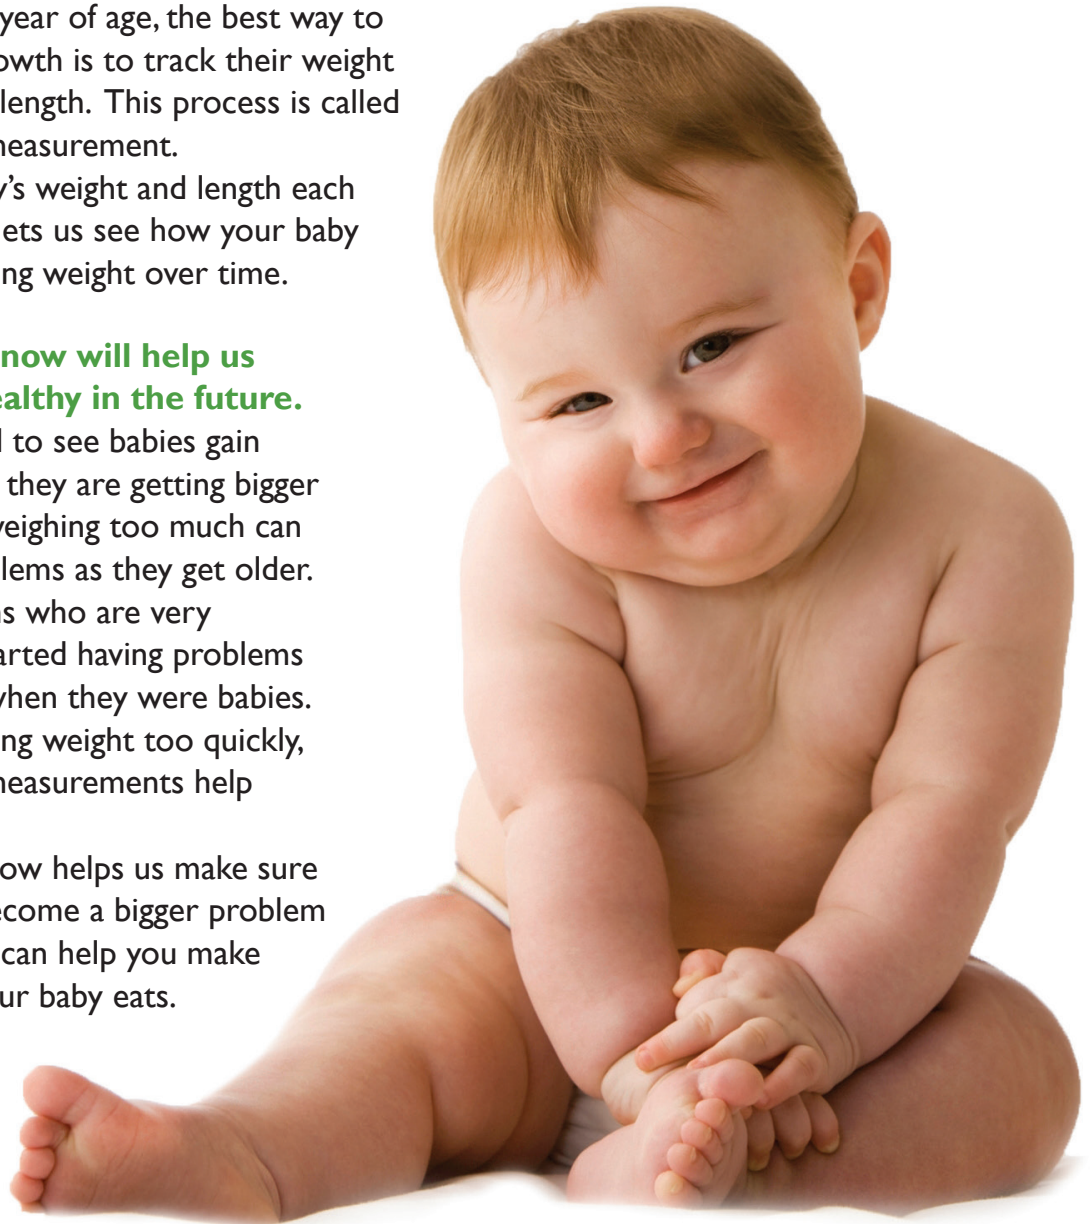 year of age, the best way to
owth is to track their weight
length. This process is called
measurement.
y's weight and length each
ets us see how your baby
ng weight over time.
now will help us
ealthy in the future.
to see babies gain
they are getting bigger
weighing too much can
lems as they get older.
s who are very
arted having problems
when they were babies.
ng weight too quickly,
measurements help
ow helps us make sure
ecome a bigger problem
can help you make
ur baby eats.